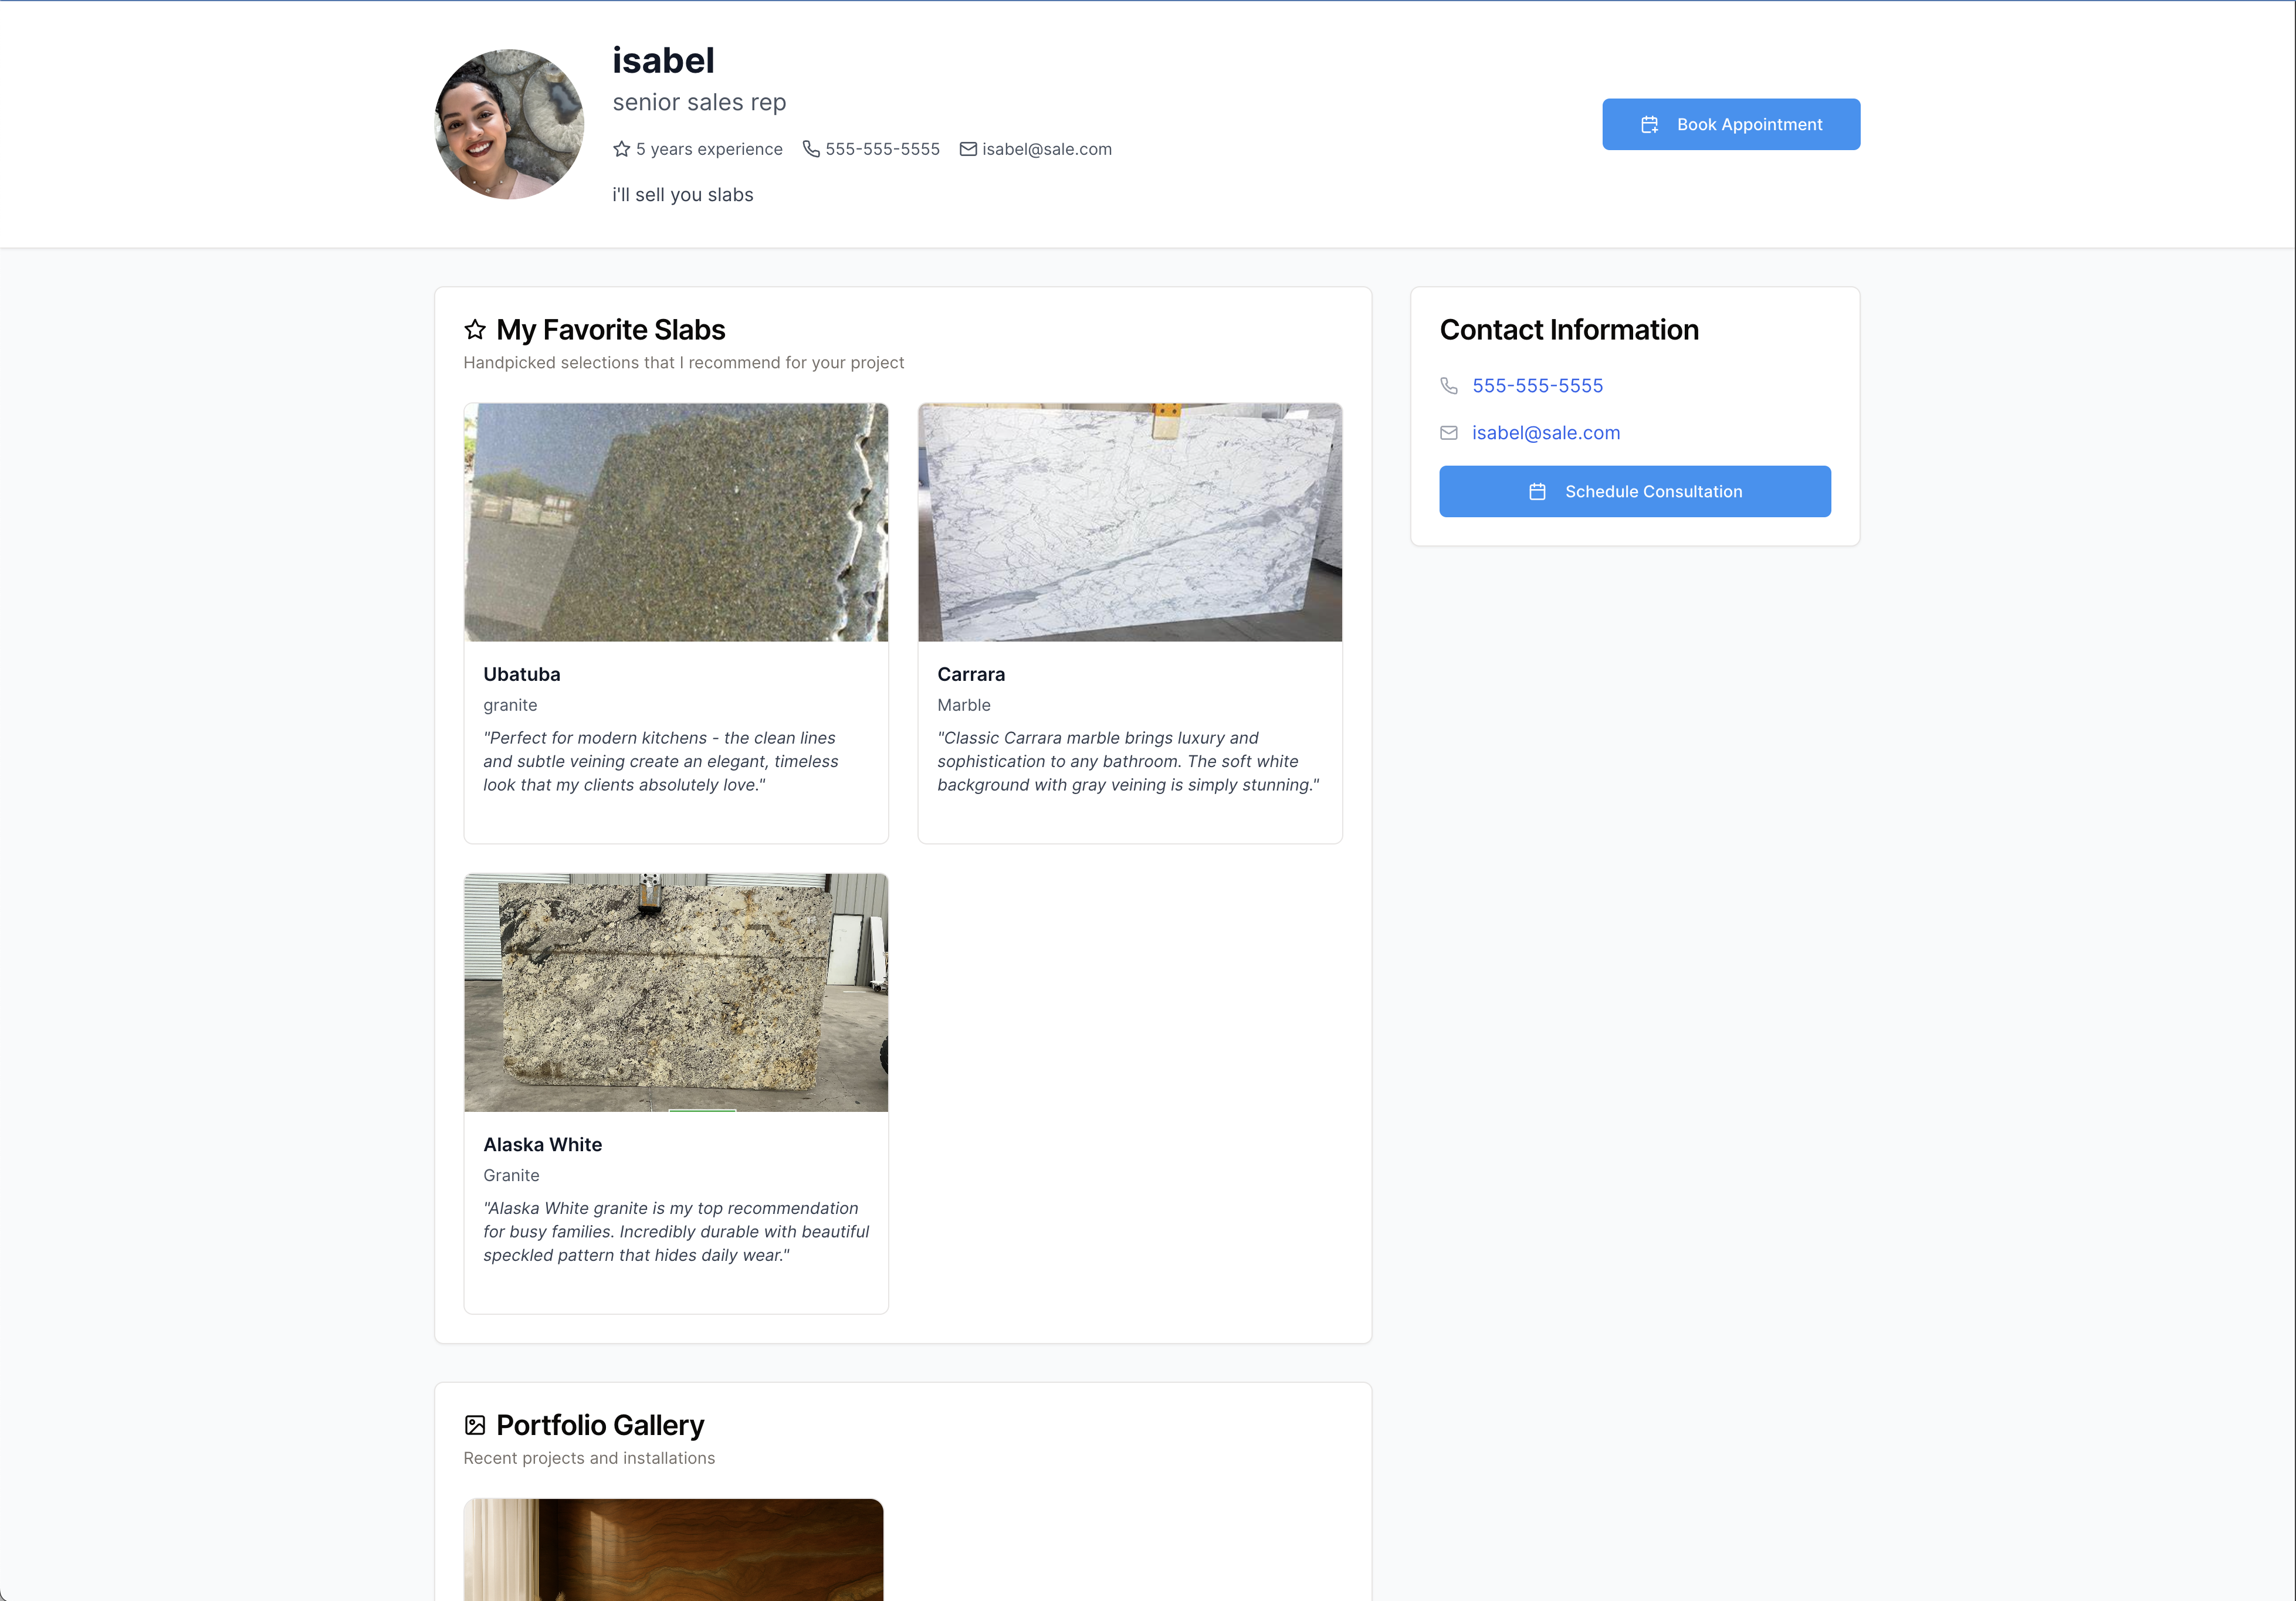 isabel
senior sales rep
5 years experience 555-555-5555 isabel@sale.com
i'll sell you slabs
Book Appointment
My Favorite Slabs
Handpicked selections that I recommend for your project
Ubatuba
granite
"Perfect for modern kitchens - the clean lines
and subtle veining create an elegant, timeless
look that my clients absolutely love."
Carrara
Marble
"Classic Carrara marble brings luxury and
sophistication to any bathroom. The soft white
background with gray veining is simply stunning."
Alaska White
Granite
"Alaska White granite is my top recommendation
for busy families. Incredibly durable with beautiful
speckled pattern that hides daily wear."
Contact Information
555-555-5555
isabel@sale.com
Schedule Consultation
Portfolio Gallery
Recent projects and installations